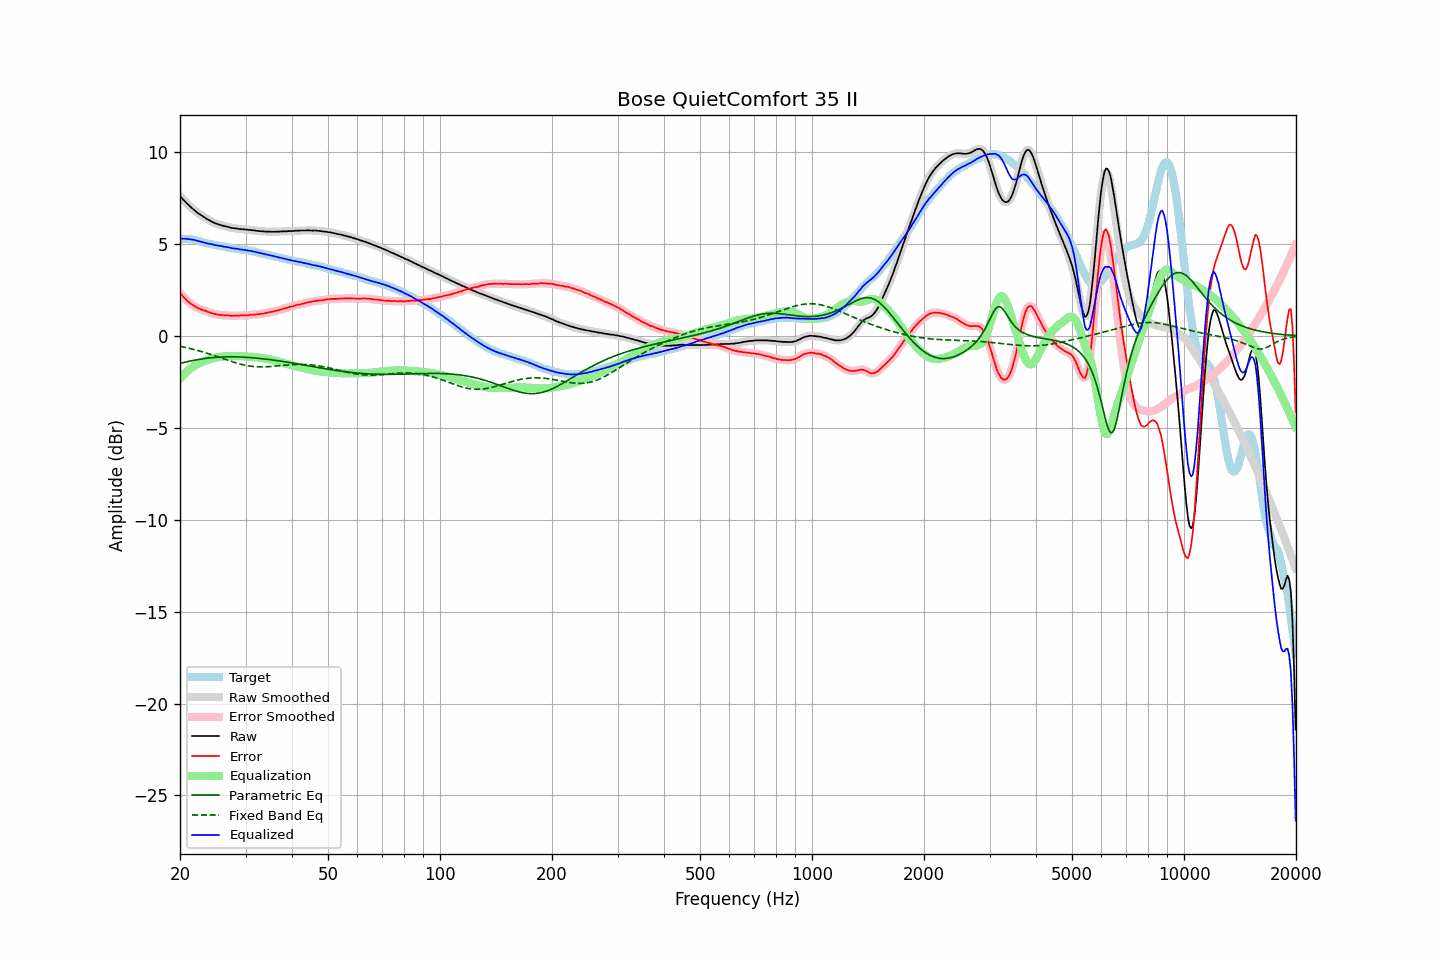 Bose QuietComfort 35 II
Amplitude (dBr)
10
5
0
−5
−10
−15
−20
−25
Target
Raw Smoothed
Error Smoothed
Raw
Error
Equalization
Parametric Eq
Fixed Band Eq
Equalized
20 50 100 200 500 1000 2000 5000 10000 20000
Frequency (Hz)